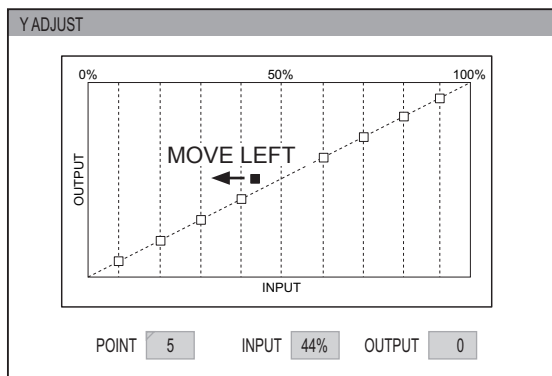 Y ADJUST
0% 50% 100%
MOVE LEFT
OUTPUT
INPUT
POINT 5 INPUT 44% OUTPUT 0